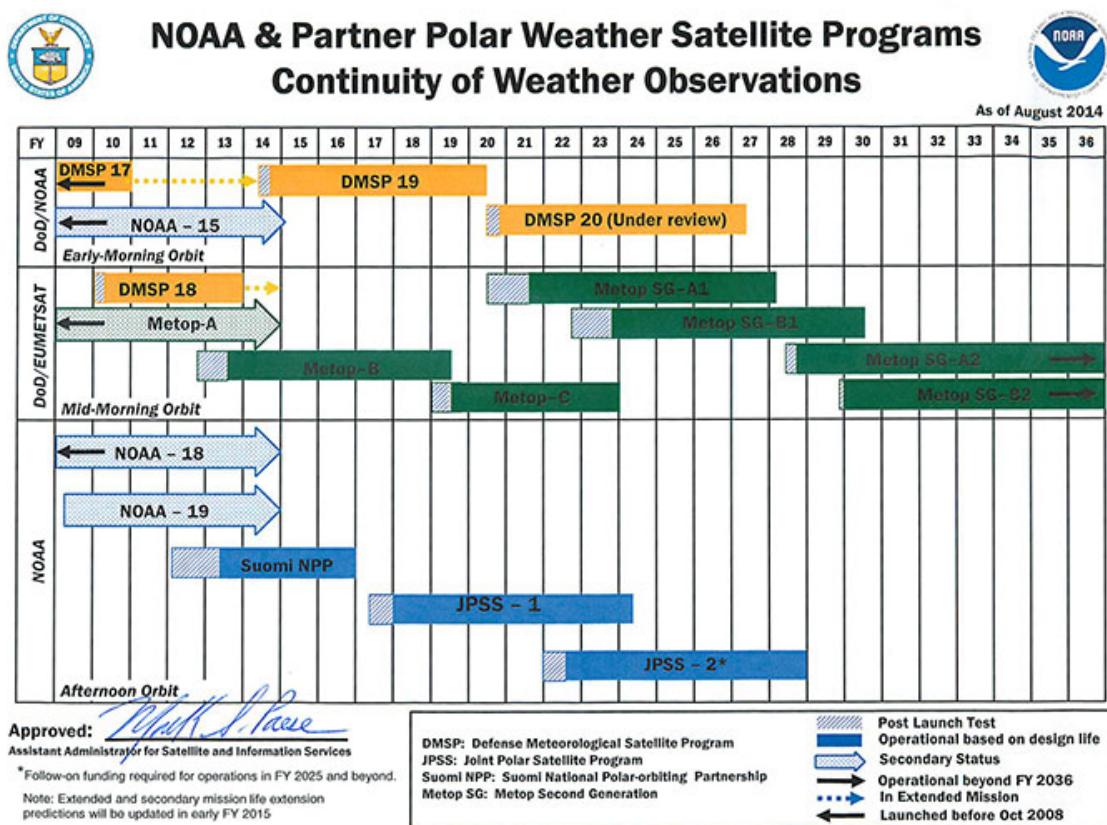 NOAA & Partner Polar Weather Satellite Programs
Continuity of Weather Observations
NOAA
As of August 2014
FY 09 10 11 12 13 14 15 16 17 18 19 20 21 22 23 24 25 26 27 28 29 30 31 32 33 34 35 36
DoD/NOAA
DMSP 17
DMSP 19
NOAA – 15
DMSP 20 (Under review)
Early-Morning Orbit
DoD/EUMETSAT
DMSP 18
Metop SG–A1
Metop-A
Metop SG–B1
Metop–B
Metop SG–A2
Metop–C
Metop SG–B2
Mid-Morning Orbit
NOAA
NOAA – 18
NOAA – 19
Suomi NPP
JPSS – 1
JPSS – 2*
Afternoon Orbit
Approved: Mark S. Paese
Assistant Administrator for Satellite and Information Services
*Follow-on funding required for operations in FY 2025 and beyond.
Note: Extended and secondary mission life extension
predictions will be updated in early FY 2015
DMSP: Defense Meteorological Satellite Program
JPSS: Joint Polar Satellite Program
Suomi NPP: Suomi National Polar-orbiting Partnership
Metop SG: Metop Second Generation
Post Launch Test
Operational based on design life
Secondary Status
Operational beyond FY 2036
In Extended Mission
Launched before Oct 2008